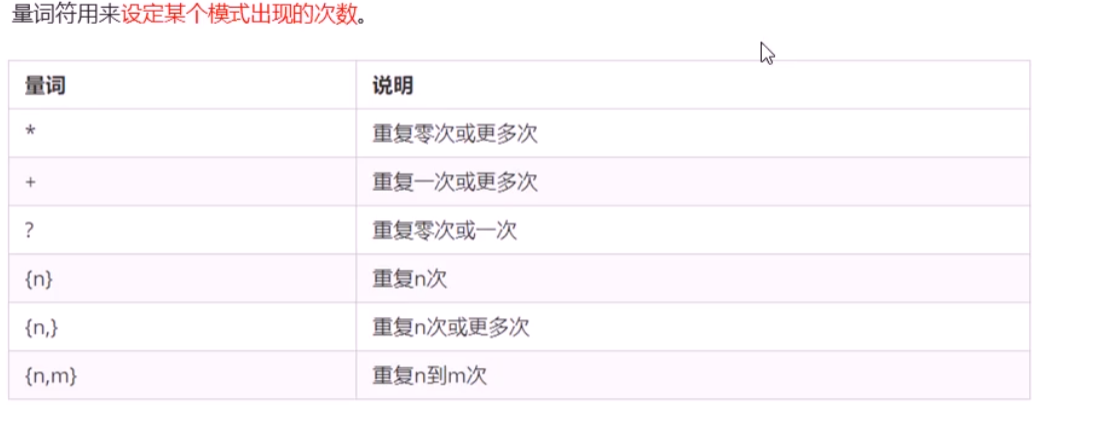 量词符用来设定某个模式出现的次数。
量词 说明
* 重复零次或更多次
+ 重复一次或更多次
? 重复零次或一次
{n} 重复n次
{n,} 重复n次或更多次
{n,m} 重复n到m次